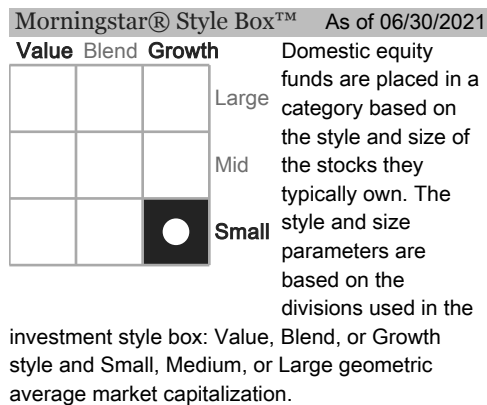 Morningstar® Style Box™ As of 06/30/2021
Value Blend Growth
Large
Mid
Small
Domestic equity
funds are placed in a
category based on
the style and size of
the stocks they
typically own. The
style and size
parameters are
based on the
divisions used in the
investment style box: Value, Blend, or Growth
style and Small, Medium, or Large geometric
average market capitalization.